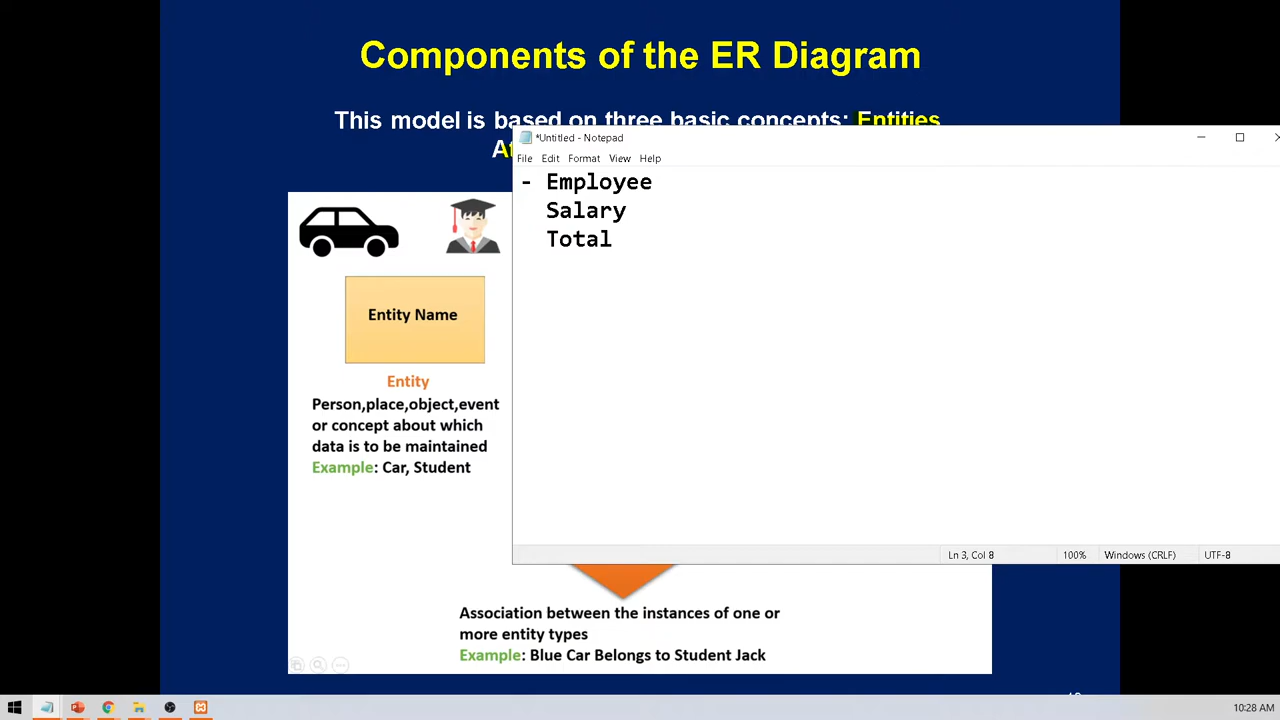 Components of the ER Diagram
This model is based on three basic concepts: Entities
*Untitled - Notepad
File Edit Format View Help
- Employee
Salary
Total
Entity Name
Entity
Person,place,object,event
or concept about which
data is to be maintained
Example: Car, Student
Ln 3, Col 8 100% Windows (CRLF) UTF-8
Association between the instances of one or
more entity types
Example: Blue Car Belongs to Student Jack
10:28 AM